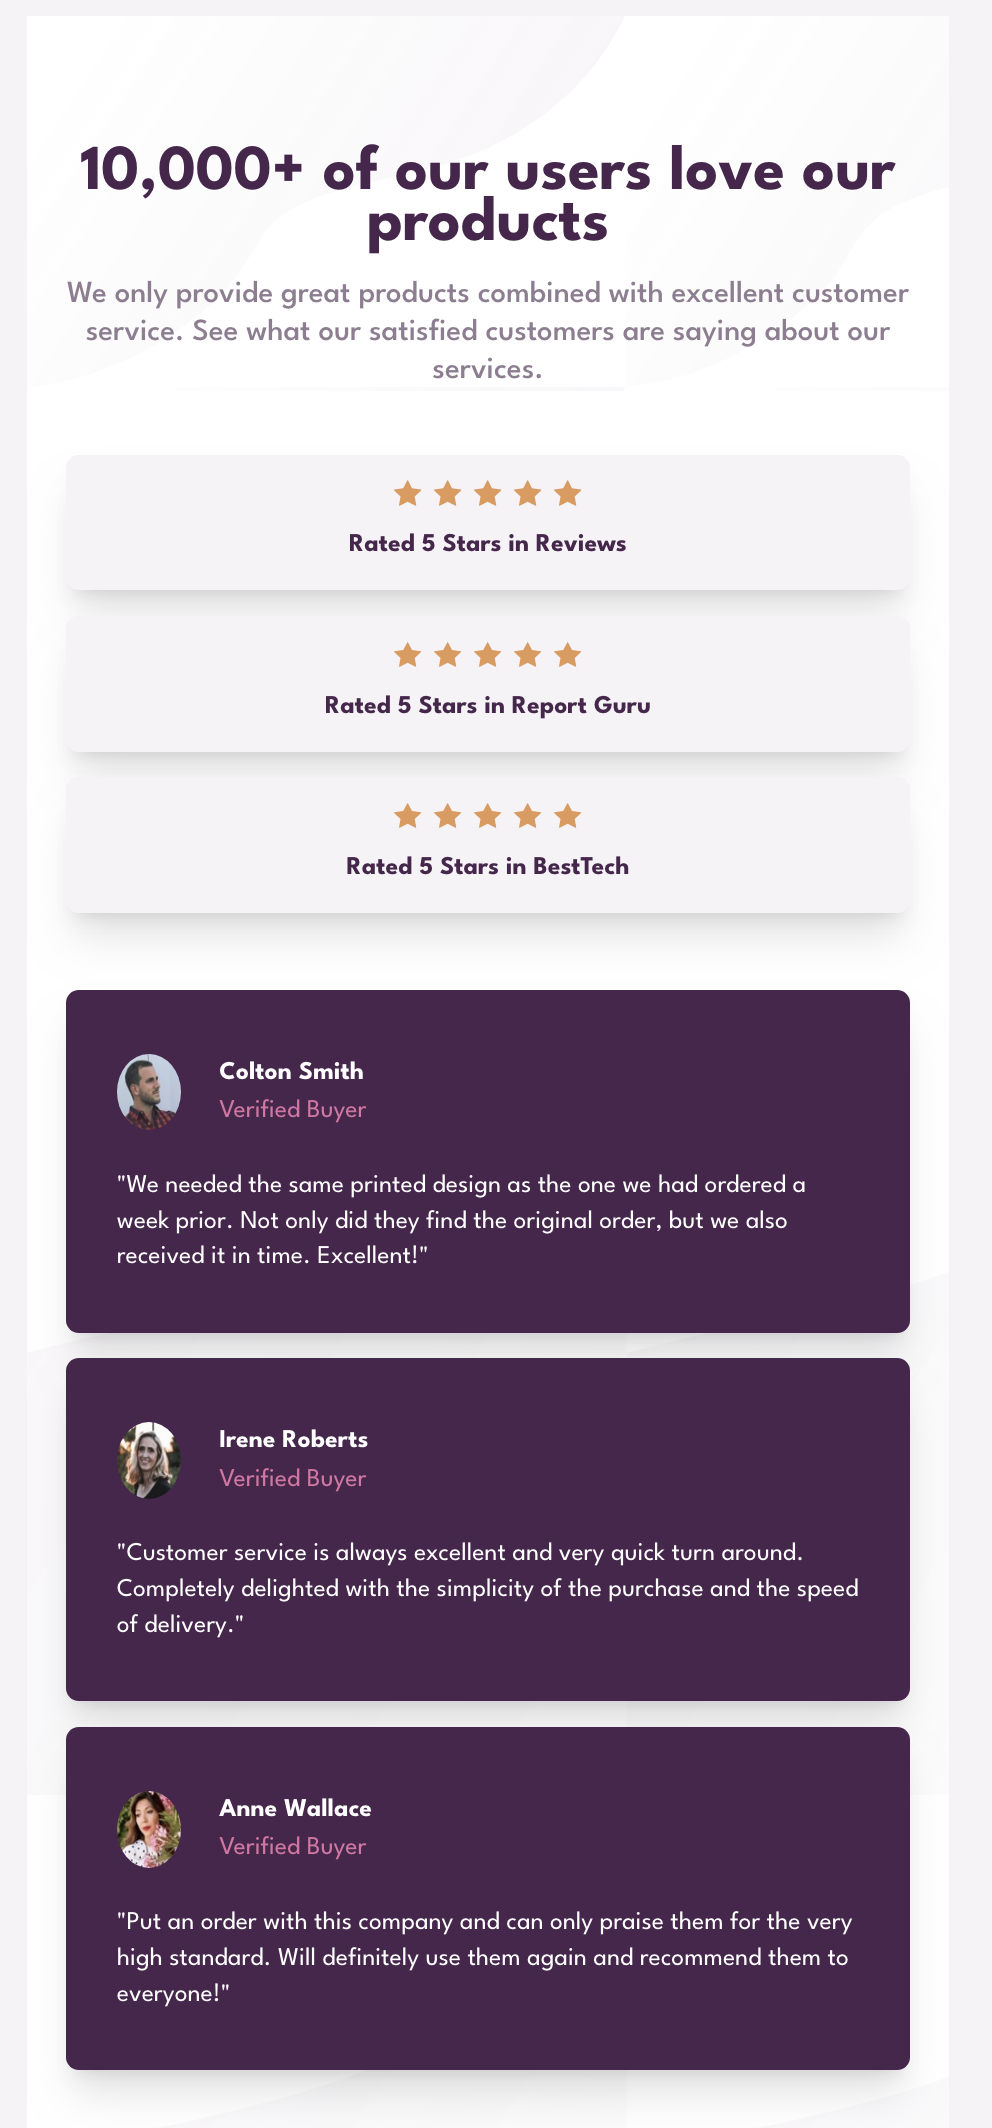 10,000+ of our users love our
products
We only provide great products combined with excellent customer
service. See what our satisfied customers are saying about our
services.
Rated 5 Stars in Reviews
Rated 5 Stars in Report Guru
Rated 5 Stars in BestTech
Colton Smith
Verified Buyer
"We needed the same printed design as the one we had ordered a
week prior. Not only did they find the original order, but we also
received it in time. Excellent!"
Irene Roberts
Verified Buyer
"Customer service is always excellent and very quick turn around.
Completely delighted with the simplicity of the purchase and the speed
of delivery."
Anne Wallace
Verified Buyer
"Put an order with this company and can only praise them for the very
high standard. Will definitely use them again and recommend them to
everyone!"